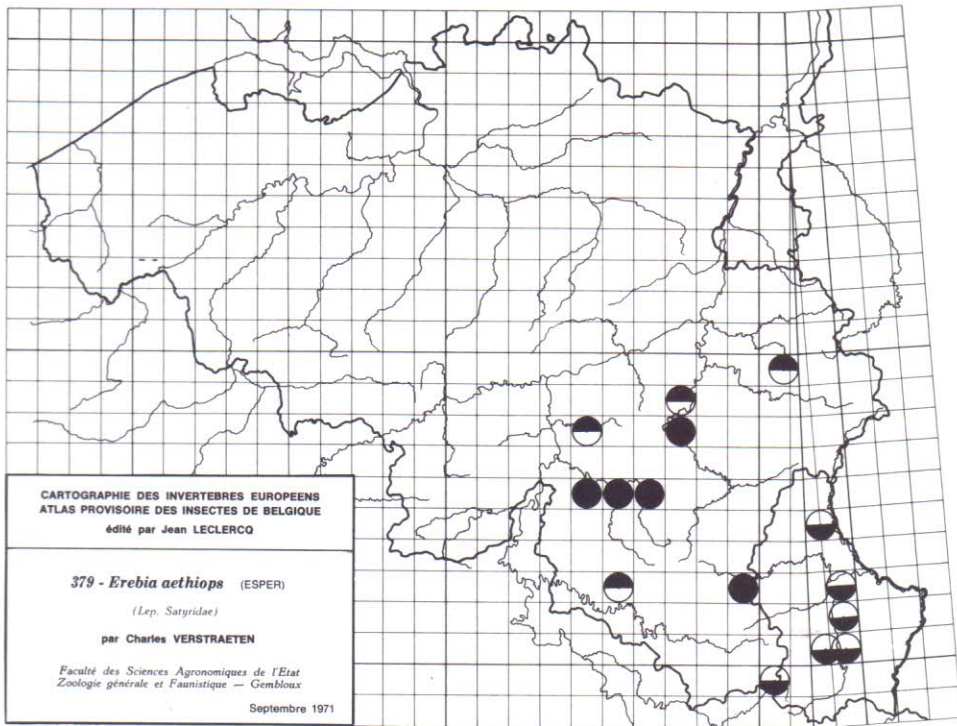 CARTOGRAPHIE DES INVERTEBRES EUROPEENS
ATLAS PROVISOIRE DES INSECTES DE BELGIQUE
édité par Jean LECLERCQ
379 - Erebia aethiops (ESPER)
(Lep. Satyridae)
par Charles VERSTRAETEN
Faculté des Sciences Agronomiques de l'Etat
Zoologie générale et Faunistique — Gembloux
Septembre 1971